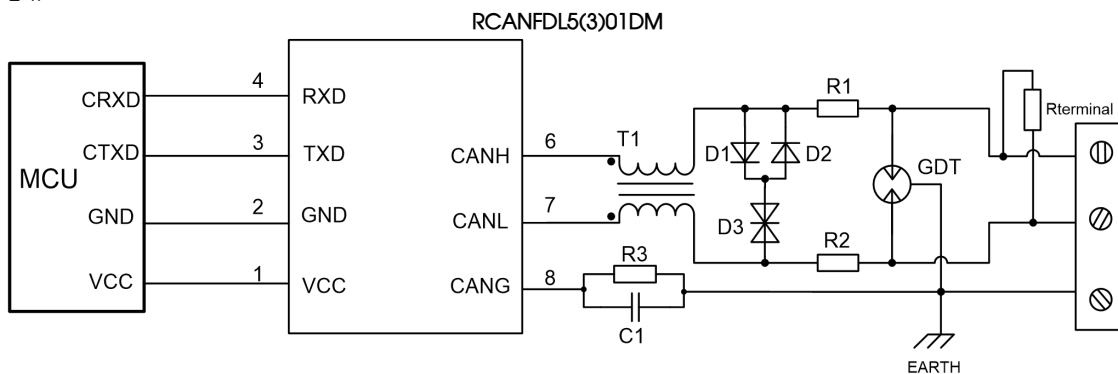 RCANFDL5(3)01DM
MCU
CRXD
CTXD
GND
VCC
4
3
2
1
RXD
TXD
GND
VCC
CANH
CANL
CANG
6
7
8
T1
D1
D2
D3
R1
R2
R3
C1
GDT
Rterminal
EARTH